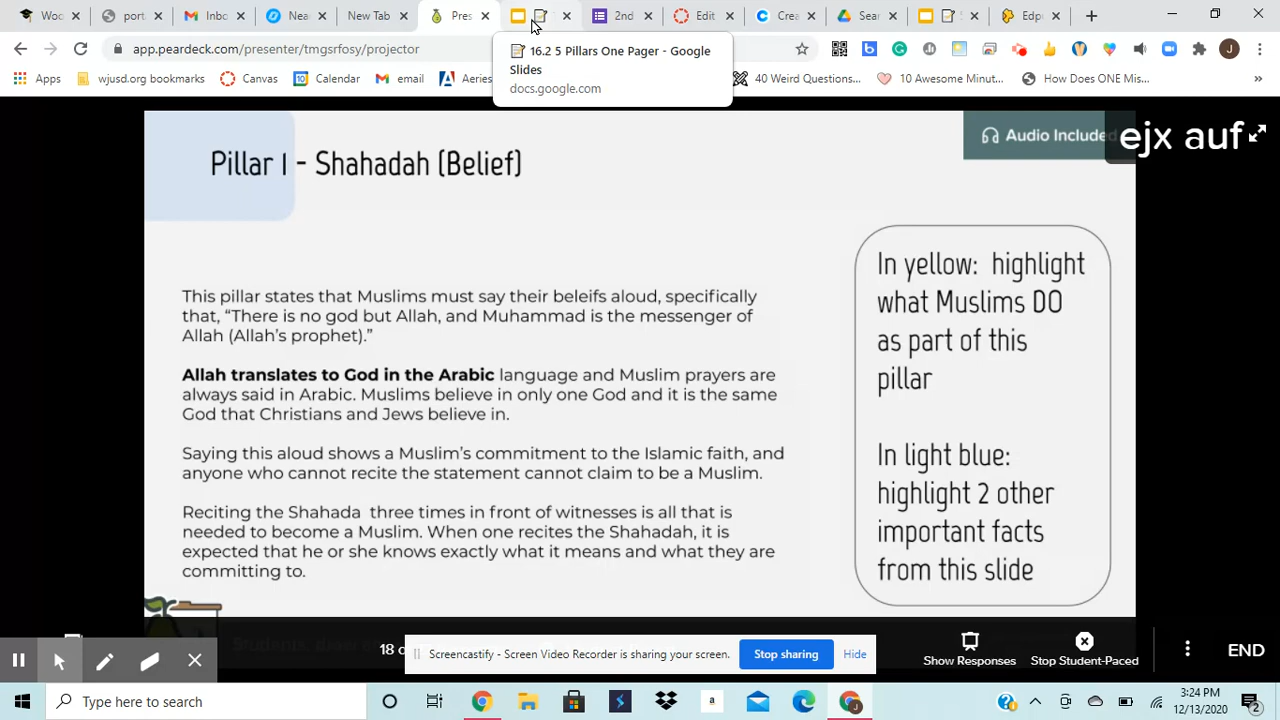 Woc
port
Inbo
Nea
New Tab
Pres
2nd
Edit
Crea
Sear
Edp
app.peardeck.com/presenter/tmgsrfosy/projector
16.2 5 Pillars One Pager - Google
Slides
docs.google.com
Apps
wjusd.org bookmarks
Canvas
Calendar
email
Aeries
40 Weird Questions...
10 Awesome Minut...
How Does ONE Mis...
Pillar 1 - Shahadah (Belief)
Audio Included
ejx auf
This pillar states that Muslims must say their beleifs aloud, specifically
that, “There is no god but Allah, and Muhammad is the messenger of
Allah (Allah’s prophet).”
Allah translates to God in the Arabic language and Muslim prayers are
always said in Arabic. Muslims believe in only one God and it is the same
God that Christians and Jews believe in.
Saying this aloud shows a Muslim’s commitment to the Islamic faith, and
anyone who cannot recite the statement cannot claim to be a Muslim.
Reciting the Shahada three times in front of witnesses is all that is
needed to become a Muslim. When one recites the Shahadah, it is
expected that he or she knows exactly what it means and what they are
committing to.
In yellow: highlight
what Muslims DO
as part of this
pillar
In light blue:
highlight 2 other
important facts
from this slide
18 o
Screencastify - Screen Video Recorder is sharing your screen.
Stop sharing
Hide
Show Responses
Stop Student-Paced
END
Type here to search
3:24 PM
12/13/2020